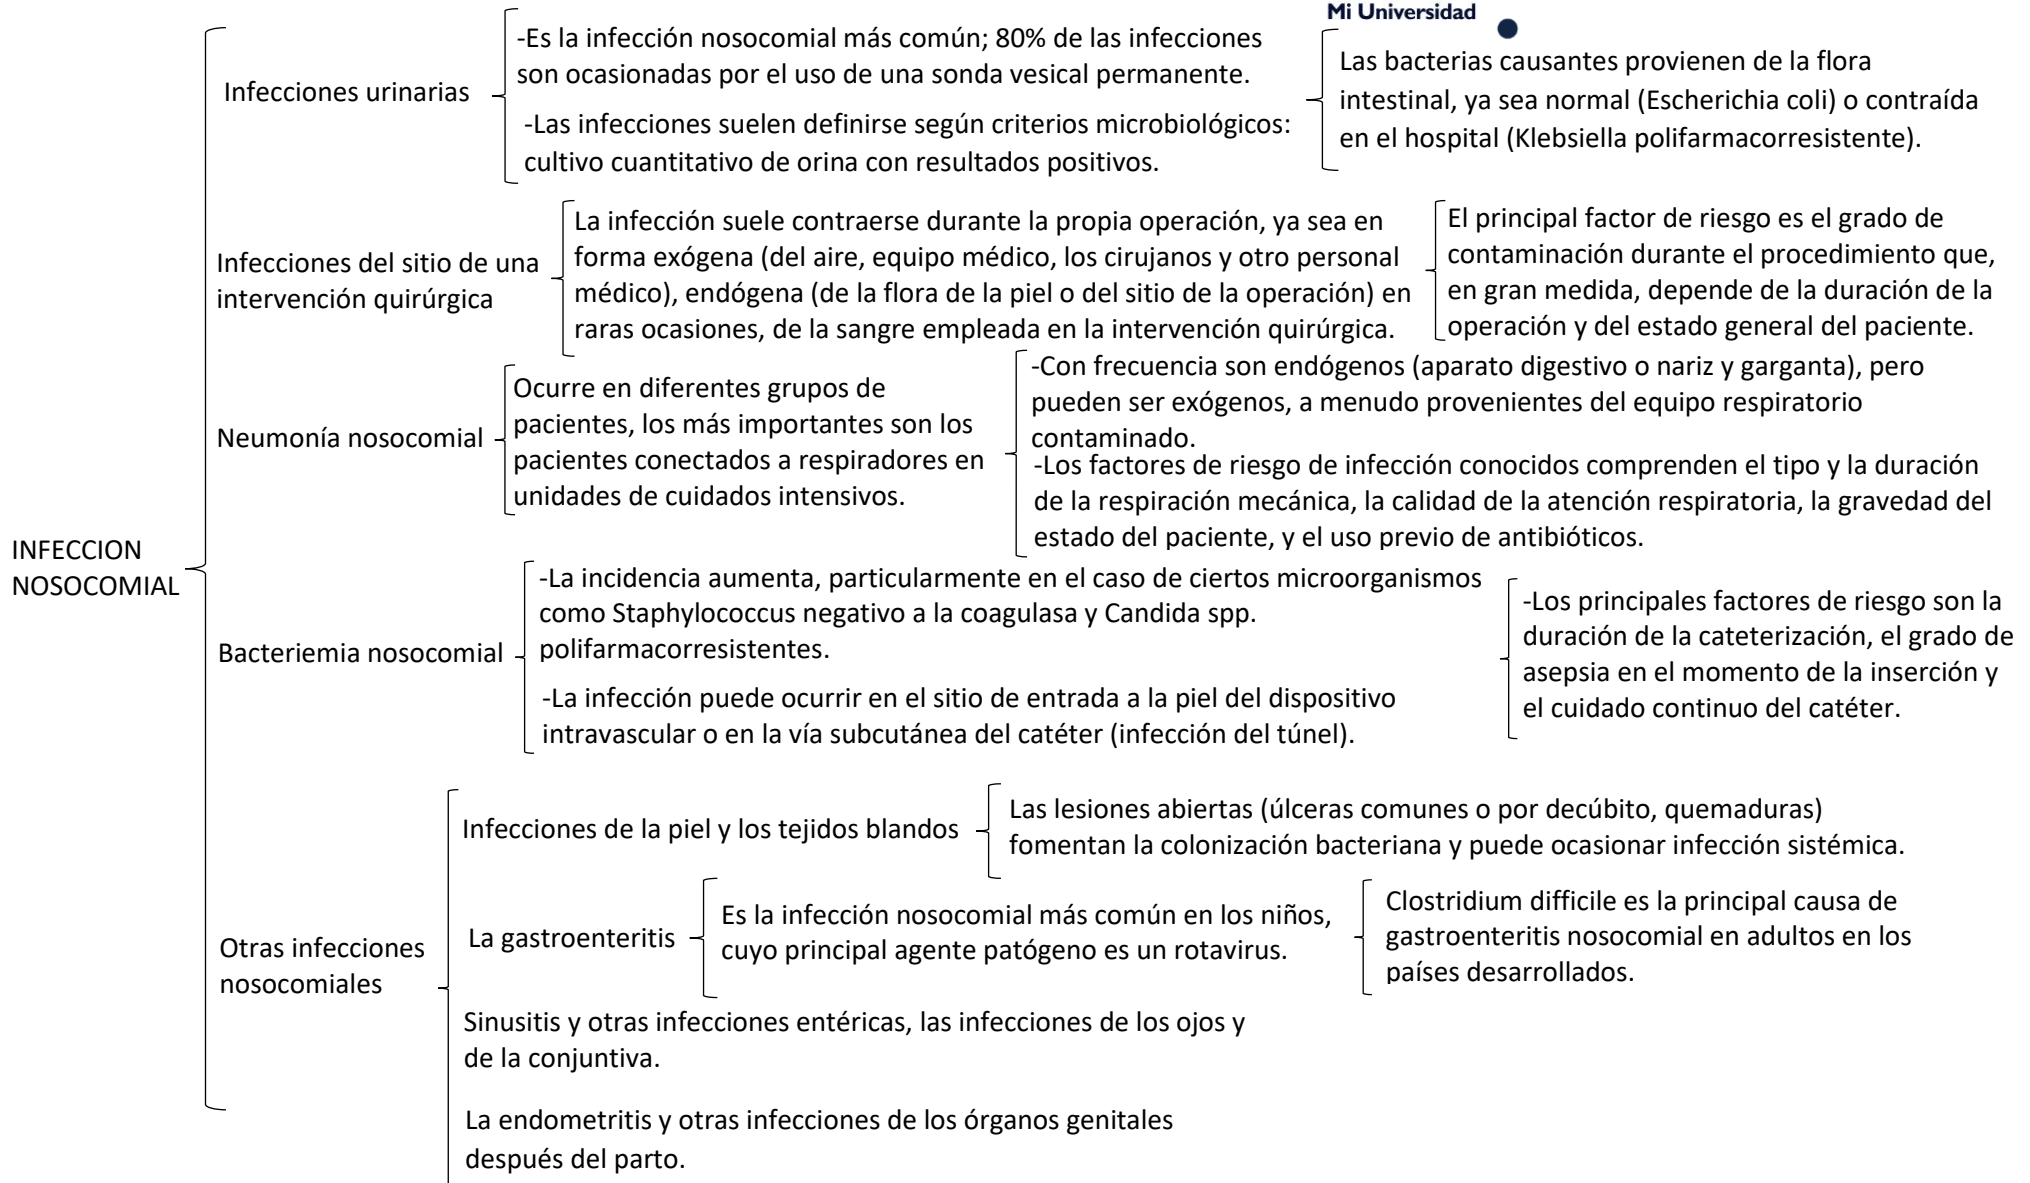 Mi Universidad
INFECCION
NOSOCOMIAL
Infecciones urinarias
-Es la infección nosocomial más común; 80% de las infecciones
son ocasionadas por el uso de una sonda vesical permanente.
-Las infecciones suelen definirse según criterios microbiológicos:
cultivo cuantitativo de orina con resultados positivos.
Las bacterias causantes provienen de la flora
intestinal, ya sea normal (Escherichia coli) o contraída
en el hospital (Klebsiella polifarmacorresistente).
Infecciones del sitio de una
intervención quirúrgica
La infección suele contraerse durante la propia operación, ya sea en
forma exógena (del aire, equipo médico, los cirujanos y otro personal
médico), endógena (de la flora de la piel o del sitio de la operación) en
raras ocasiones, de la sangre empleada en la intervención quirúrgica.
El principal factor de riesgo es el grado de
contaminación durante el procedimiento que,
en gran medida, depende de la duración de la
operación y del estado general del paciente.
Neumonía nosocomial
Ocurre en diferentes grupos de
pacientes, los más importantes son los
pacientes conectados a respiradores en
unidades de cuidados intensivos.
-Con frecuencia son endógenos (aparato digestivo o nariz y garganta), pero
pueden ser exógenos, a menudo provenientes del equipo respiratorio
contaminado.
-Los factores de riesgo de infección conocidos comprenden el tipo y la duración
de la respiración mecánica, la calidad de la atención respiratoria, la gravedad del
estado del paciente, y el uso previo de antibióticos.
Bacteriemia nosocomial
-La incidencia aumenta, particularmente en el caso de ciertos microorganismos
como Staphylococcus negativo a la coagulasa y Candida spp.
polifarmacorresistentes.
-La infección puede ocurrir en el sitio de entrada a la piel del dispositivo
intravascular o en la vía subcutánea del catéter (infección del túnel).
-Los principales factores de riesgo son la
duración de la cateterización, el grado de
asepsia en el momento de la inserción y
el cuidado continuo del catéter.
Otras infecciones
nosocomiales
Infecciones de la piel y los tejidos blandos
Las lesiones abiertas (úlceras comunes o por decúbito, quemaduras)
fomentan la colonización bacteriana y puede ocasionar infección sistémica.
La gastroenteritis
Es la infección nosocomial más común en los niños,
cuyo principal agente patógeno es un rotavirus.
Clostridium difficile es la principal causa de
gastroenteritis nosocomial en adultos en los
países desarrollados.
Sinusitis y otras infecciones entéricas, las infecciones de los ojos y
de la conjuntiva.
La endometritis y otras infecciones de los órganos genitales
después del parto.